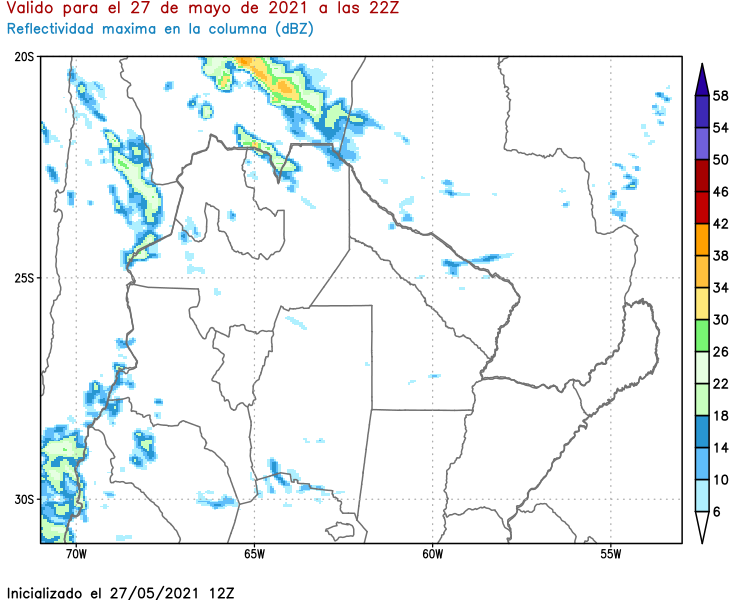 Valido para el 27 de mayo de 2021 a las 22Z
Reflectividad maxima en la columna (dBZ)
20S
25S
30S
70W
65W
60W
55W
58
54
50
46
42
38
34
30
26
22
18
14
10
6
Inicializado el 27/05/2021 12Z